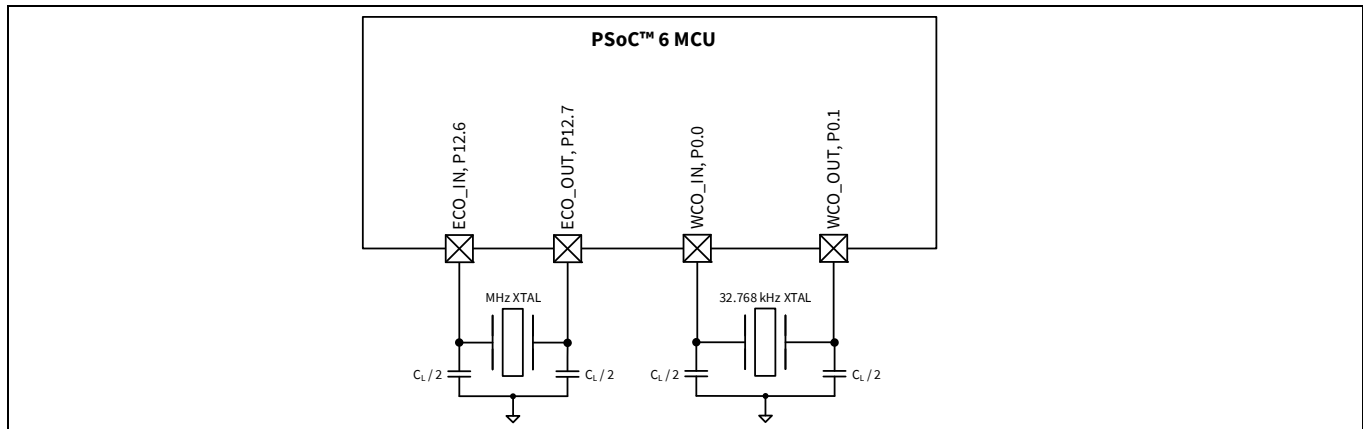 PSoC™ 6 MCU
ECO_IN, P12.6
ECO_OUT, P12.7
WCO_IN, P0.0
WCO_OUT, P0.1
MHz XTAL
32.768 kHz XTAL
CL / 2
CL / 2
CL / 2
CL / 2